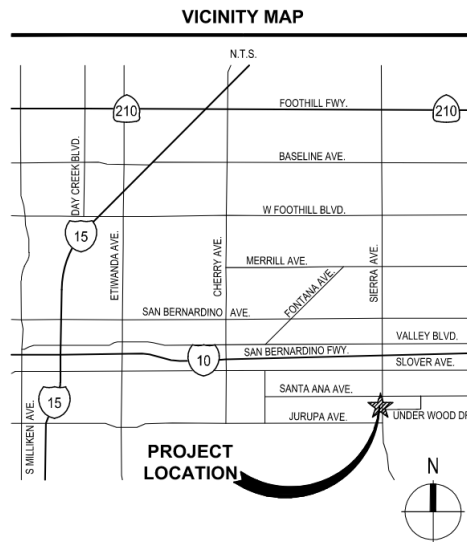 VICINITY MAP
N.T.S.
FOOTHILL FWY.
210
210
DAY CREEK BLVD.
BASELINE AVE.
W FOOTHILL BLVD.
15
ETIWANDA AVE.
CHERRY AVE.
SIERRA AVE.
MERRILL AVE.
FONTANA AVE.
SAN BERNARDINO AVE.
VALLEY BLVD.
SAN BERNARDINO FWY.
10
SLOVER AVE.
S MILLIKEN AVE.
15
SANTA ANA AVE.
JURUPA AVE.
UNDER WOOD DR
PROJECT
LOCATION
N